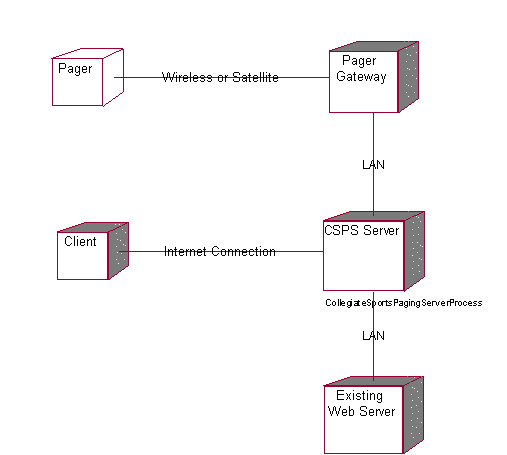 Pager
Wireless or Satellite
Pager
Gateway
LAN
Client
Internet Connection
CSPS Server
CollegiateSportsPagingServerProcess
LAN
Existing
Web Server